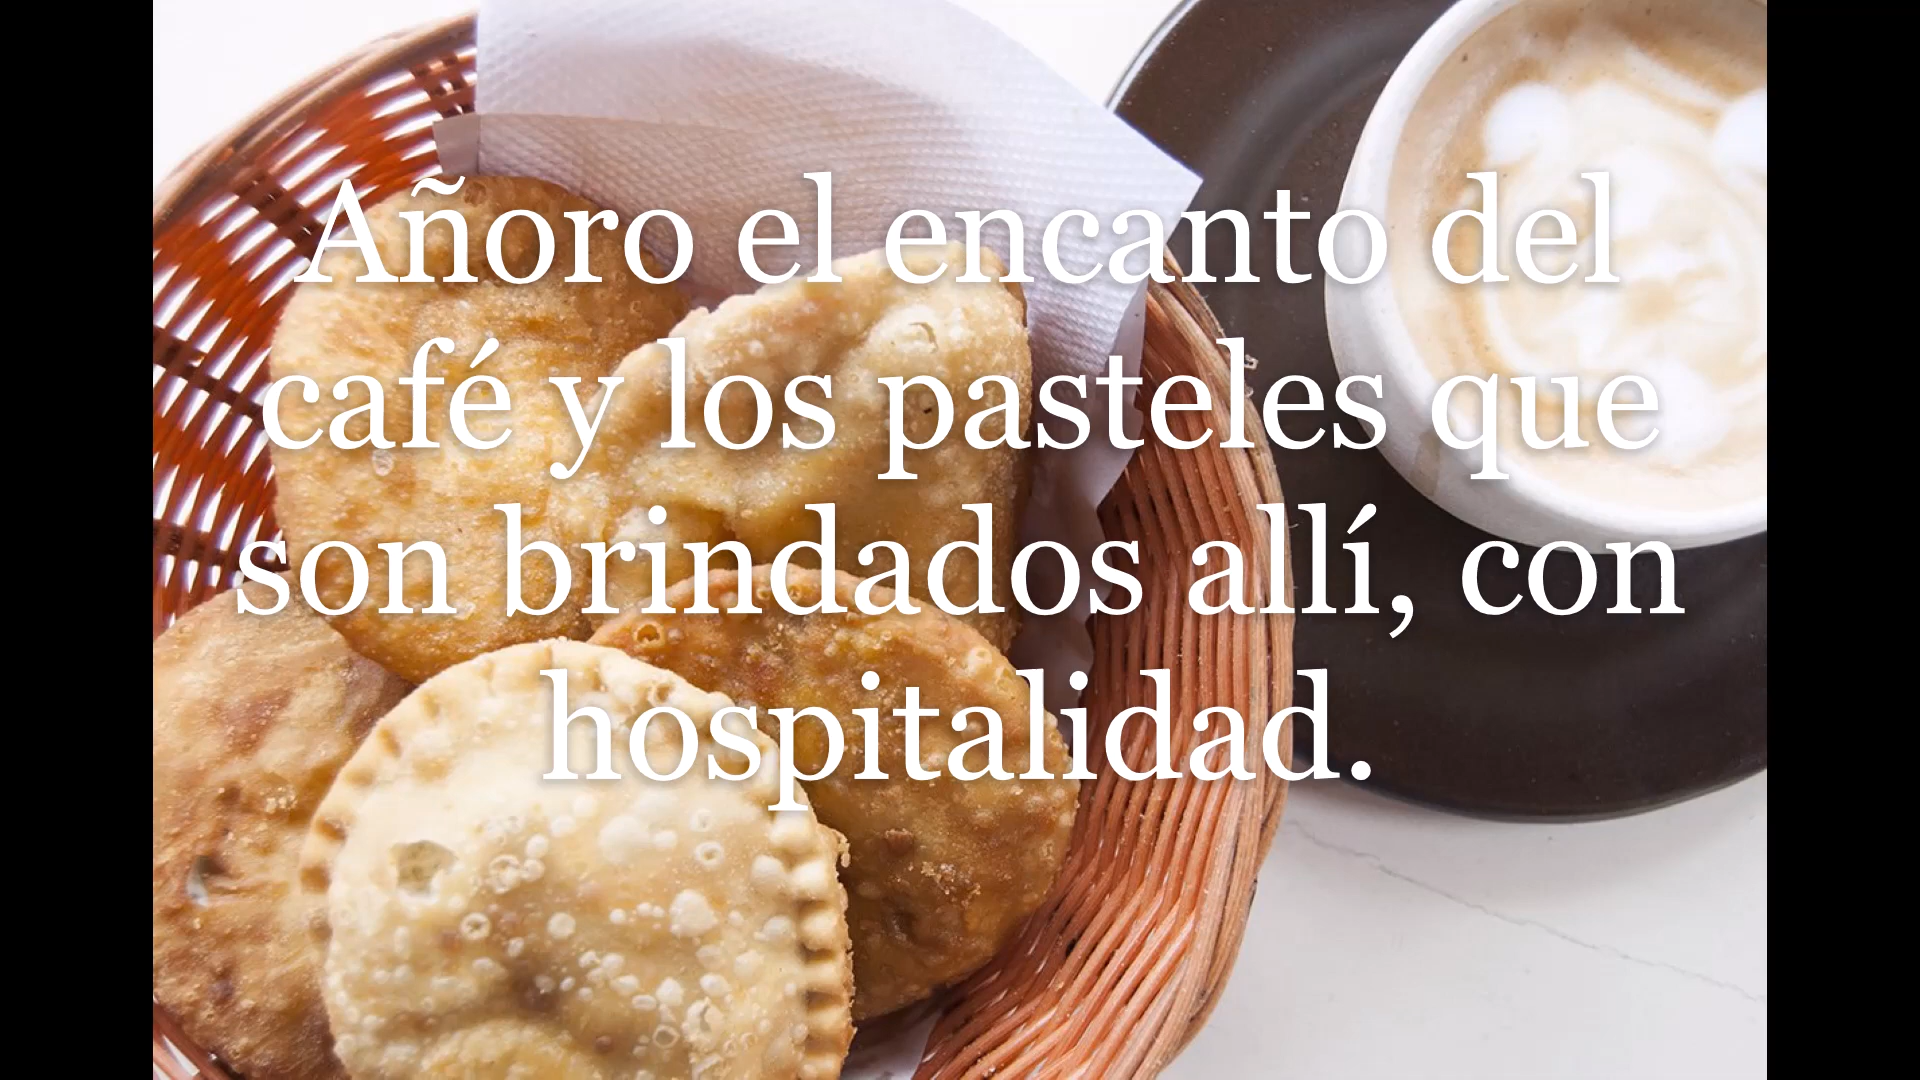 Añoro el encanto del
café y los pasteles que
son brindados allí, con
hospitalidad.